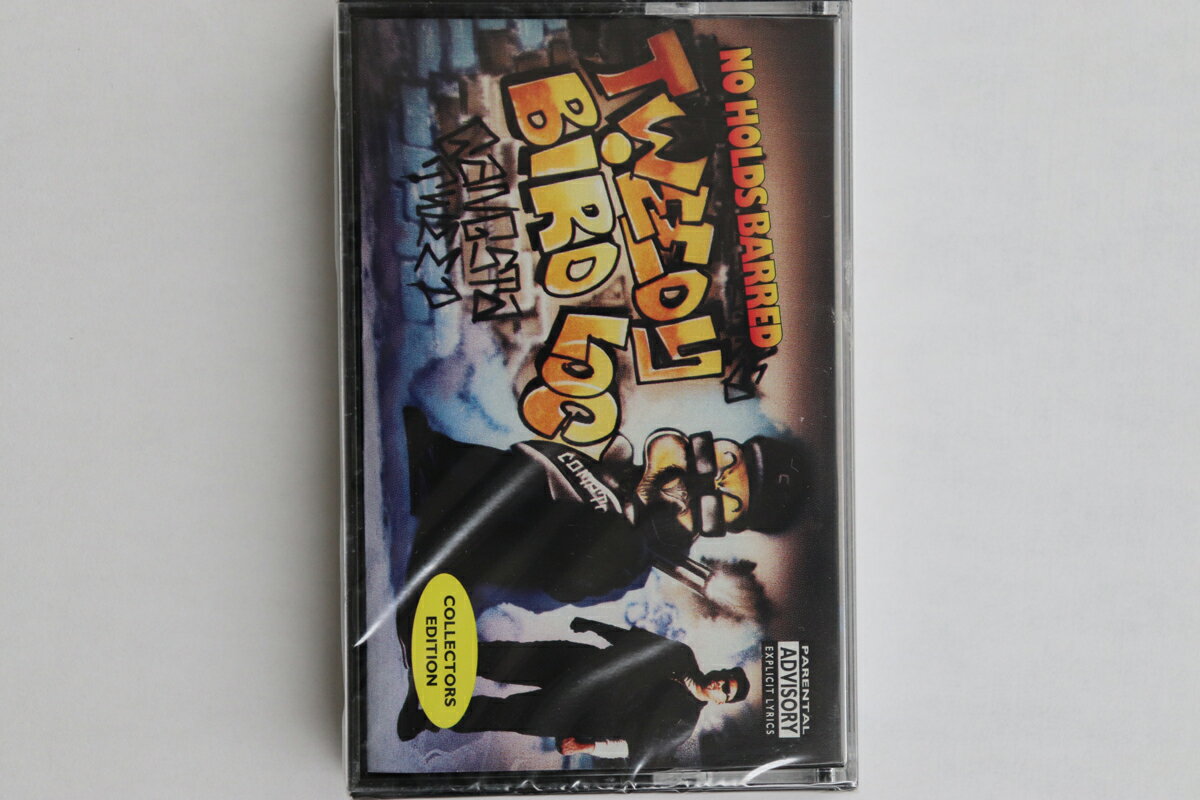 NO HOLDS BARRED
TWEEDY
BIRD LOC
COLLECTORS
EDITION
PARENTAL
ADVISORY
EXPLICIT LYRICS